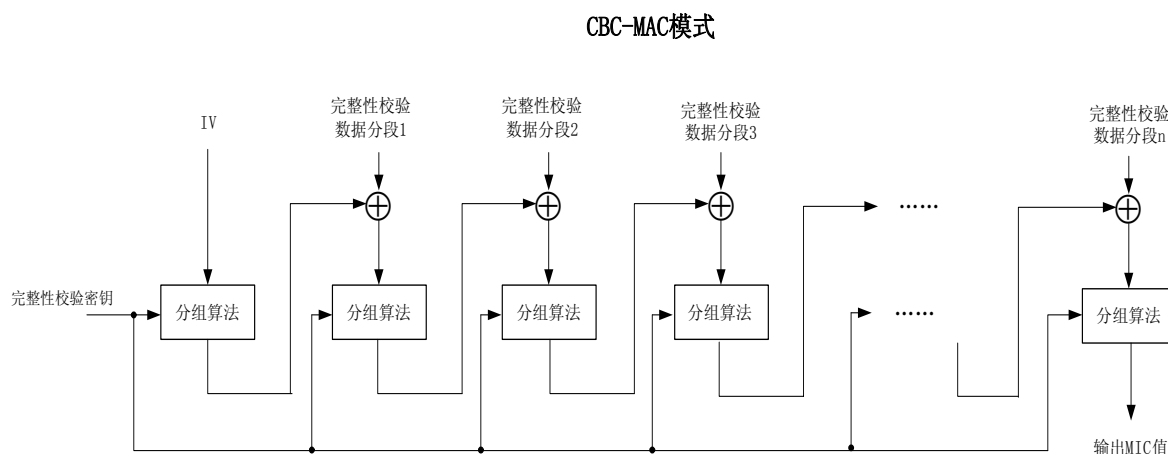 CBC-MAC模式
IV
完整性校验
数据分段1
完整性校验
数据分段2
完整性校验
数据分段3
完整性校验
数据分段n
……
完整性校验密钥
分组算法
分组算法
分组算法
分组算法
……
分组算法
输出MIC值